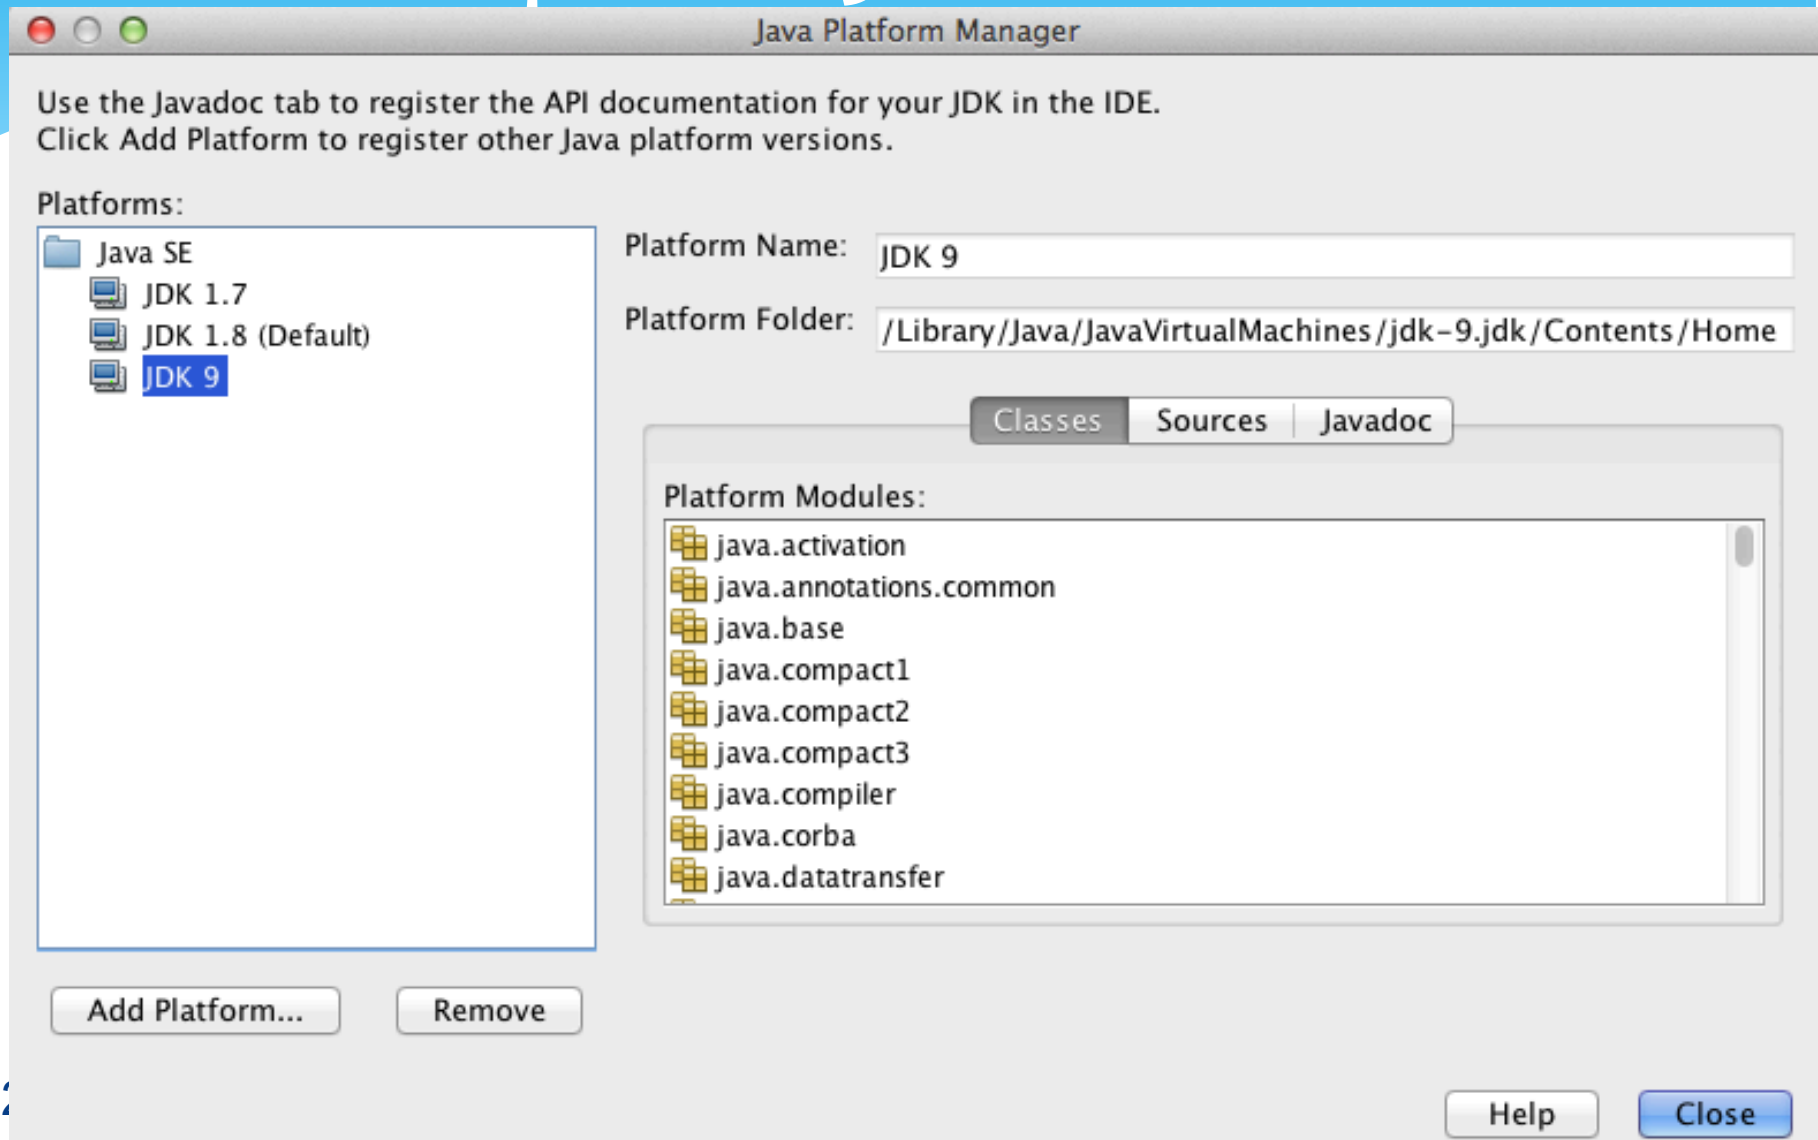 Java Platform Manager
Use the Javadoc tab to register the API documentation for your JDK in the IDE.
Click Add Platform to register other Java platform versions.
Platforms:
Java SE
JDK 1.7
JDK 1.8 (Default)
JDK 9
Platform Name: JDK 9
Platform Folder: /Library/Java/JavaVirtualMachines/jdk-9.jdk/Contents/Home
Classes Sources Javadoc
Platform Modules:
java.activation
java.annotations.common
java.base
java.compact1
java.compact2
java.compact3
java.compiler
java.corba
java.datatransfer
Add Platform... Remove
Help Close